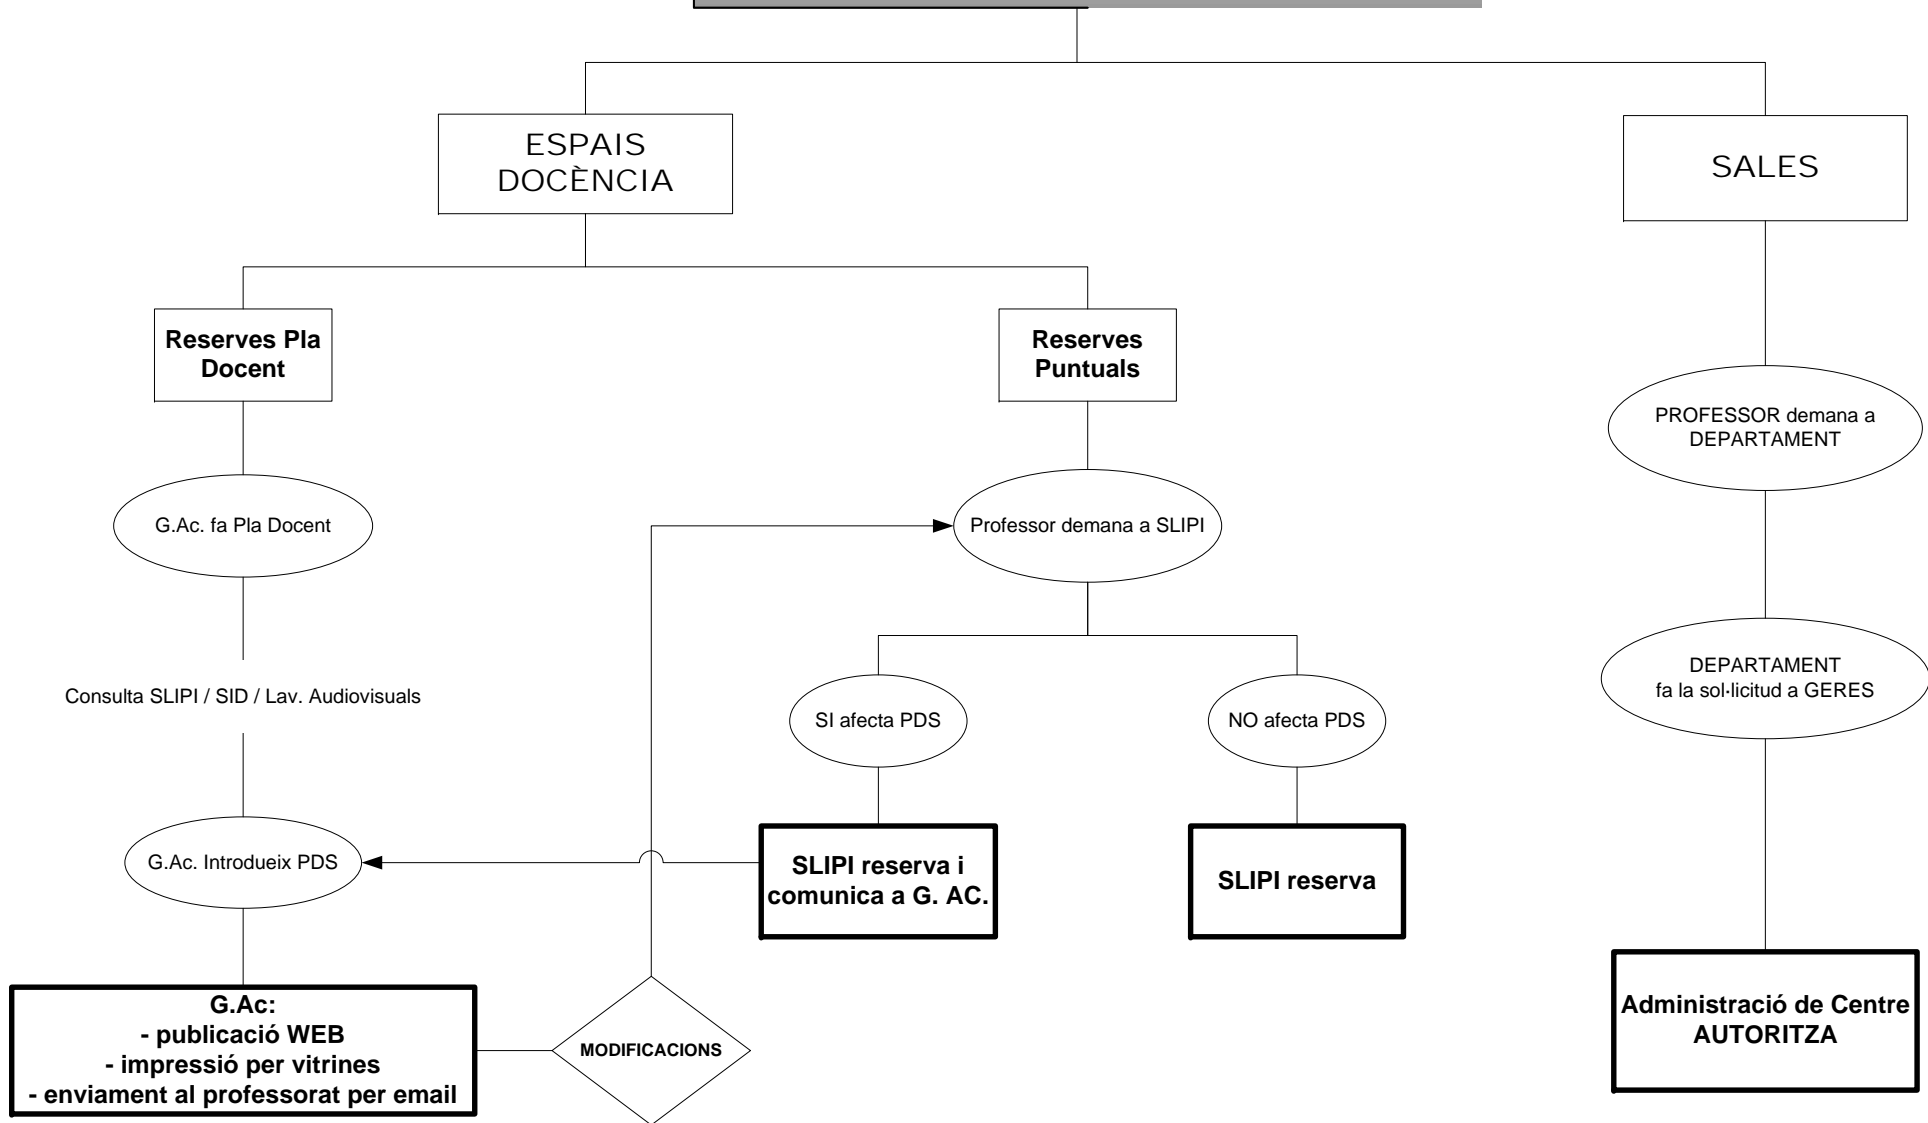 ESPAIS
DOCÈNCIA
SALES
Reserves Pla
Docent
Reserves
Puntuals
PROFESSOR demana a
DEPARTAMENT
G.Ac. fa Pla Docent
Professor demana a SLIPI
Consulta SLIPI / SID / Lav. Audiovisuals
SI afecta PDS
NO afecta PDS
DEPARTAMENT
fa la sol·licitud a GERES
G.Ac. Introdueix PDS
SLIPI reserva i
comunica a G. AC.
SLIPI reserva
G.Ac:
- publicació WEB
- impressió per vitrines
- enviament al professorat per email
MODIFICACIONS
Administració de Centre
AUTORITZA